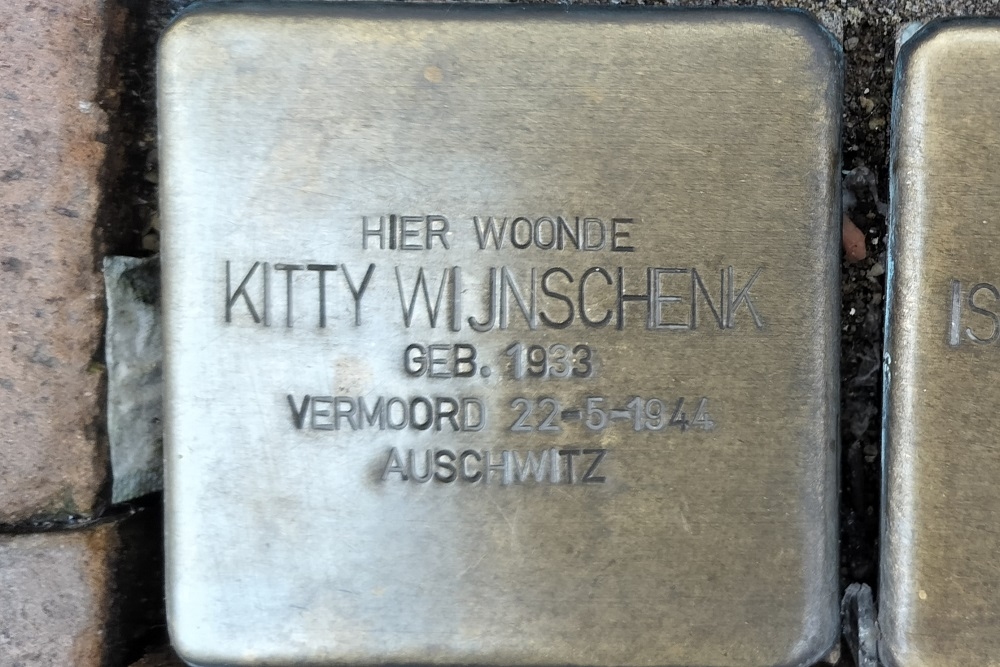 HIER WOONDE
KITTY WIJNSCHENK
GEB. 1933
VERMOORD 22-5-1944
AUSCHWITZ